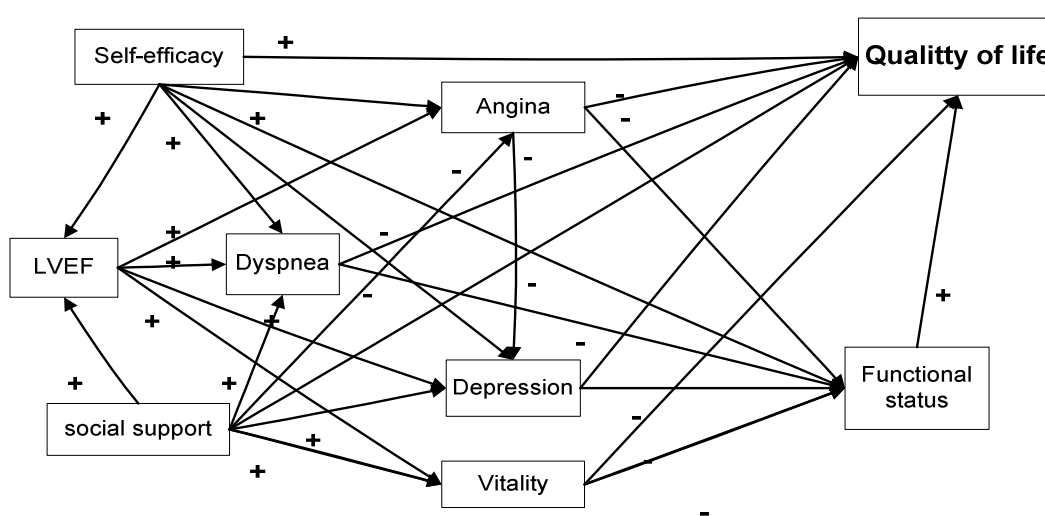 Self-efficacy
+
Qualitty of life
Angina
-
-
+
+
+
-
-
+
-
LVEF
+
Dyspnea
-
-
+
+
+
-
Functional
status
+
+
Depression
social support
-
+
+
-
Vitality
-